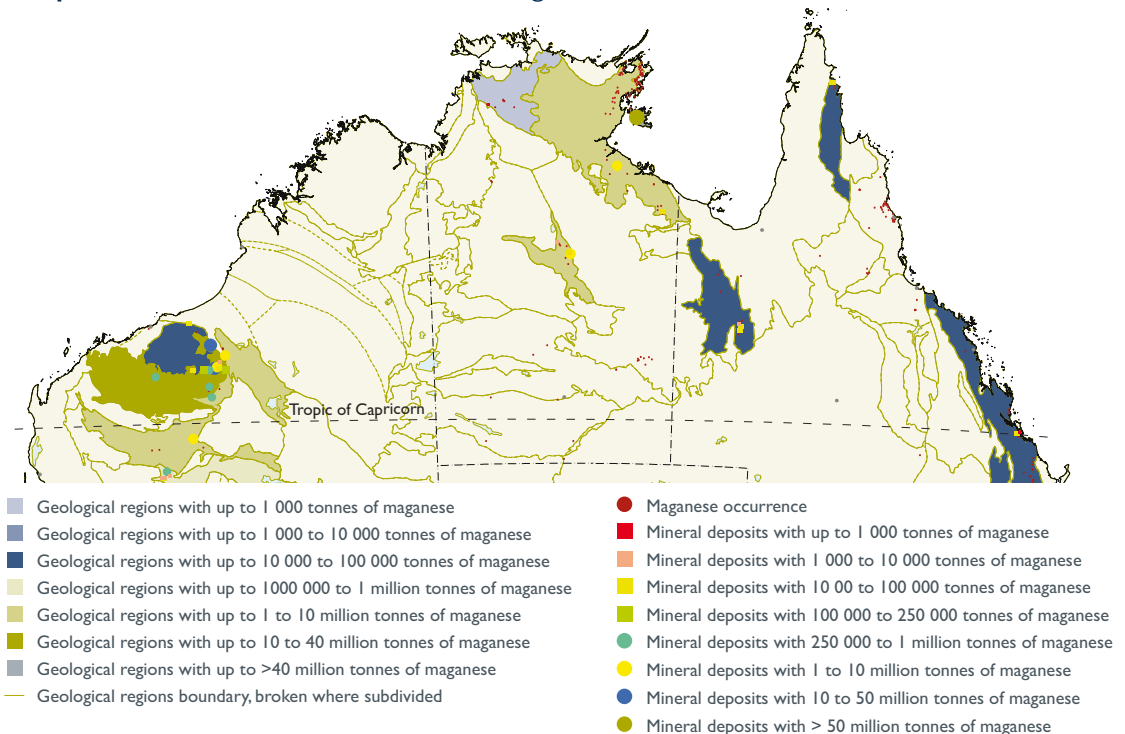 Tropic of Capricorn
Geological regions with up to 1 000 tonnes of maganese
Geological regions with up to 1 000 to 10 000 tonnes of maganese
Geological regions with up to 10 000 to 100 000 tonnes of maganese
Geological regions with up to 1000 000 to 1 million tonnes of maganese
Geological regions with up to 1 to 10 million tonnes of maganese
Geological regions with up to 10 to 40 million tonnes of maganese
Geological regions with up to >40 million tonnes of maganese
Geological regions boundary, broken where subdivided
Maganese occurrence
Mineral deposits with up to 1 000 tonnes of maganese
Mineral deposits with 1 000 to 10 000 tonnes of maganese
Mineral deposits with 10 00 to 100 000 tonnes of maganese
Mineral deposits with 100 000 to 250 000 tonnes of maganese
Mineral deposits with 250 000 to 1 million tonnes of maganese
Mineral deposits with 1 to 10 million tonnes of maganese
Mineral deposits with 10 to 50 million tonnes of maganese
Mineral deposits with > 50 million tonnes of maganese